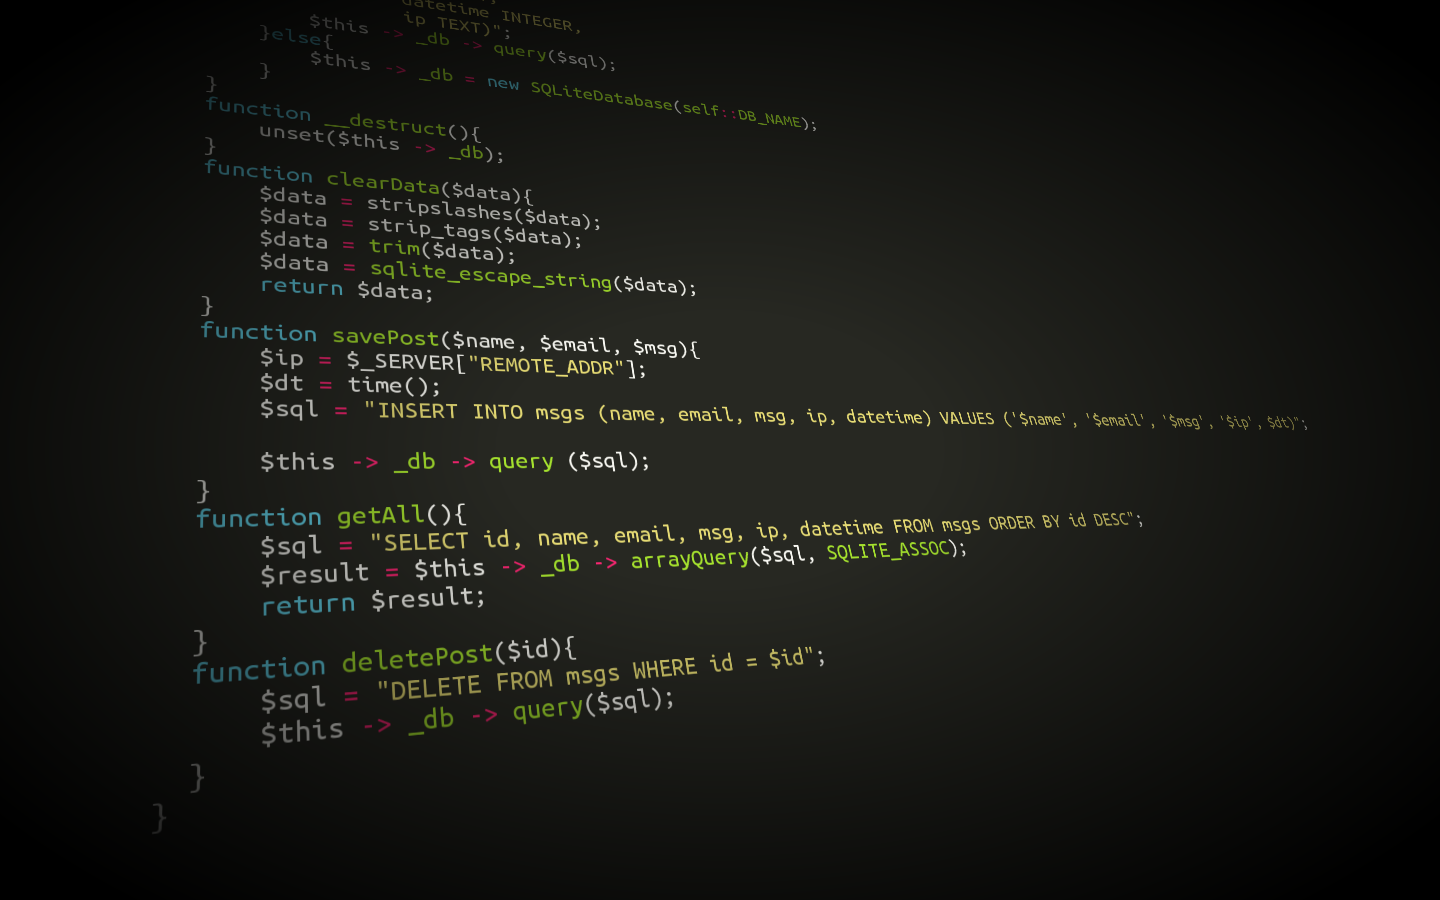 datetime INTEGER,
ip TEXT)";
$this -> _db -> query($sql);
}else{
$this -> _db = new SQLiteDatabase(self::DB_NAME);
}
}
function __destruct(){
unset($this -> _db);
}
function clearData($data){
$data = stripslashes($data);
$data = strip_tags($data);
$data = trim($data);
$data = sqlite_escape_string($data);
return $data;
}
function savePost($name, $email, $msg){
$ip = $_SERVER["REMOTE_ADDR"];
$dt = time();
$sql = "INSERT INTO msgs (name, email, msg, ip, datetime) VALUES ('$name', '$email', '$msg', '$ip', $dt)";
$this -> _db -> query ($sql);
}
function getAll(){
$sql = "SELECT id, name, email, msg, ip, datetime FROM msgs ORDER BY id DESC";
$result = $this -> _db -> arrayQuery($sql, SQLITE_ASSOC);
return $result;
}
function deletePost($id){
$sql = "DELETE FROM msgs WHERE id = $id";
$this -> _db -> query($sql);
}
}